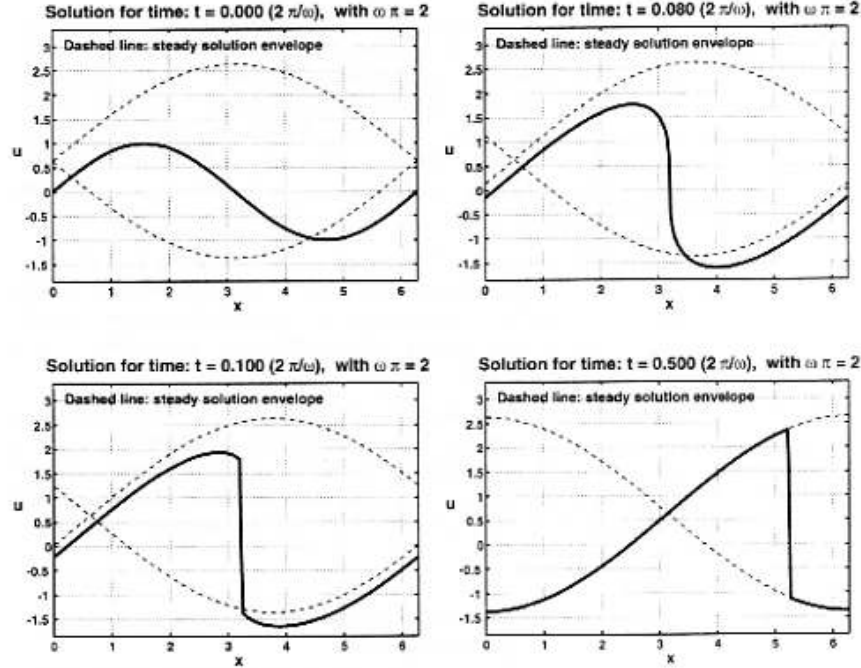 Solution for time: t = 0.000 (2 π/ω), with ω π = 2
Dashed line: steady solution envelope
3
2.5
2
1.5
1
0.5
0
-0.5
-1
-1.5
u
0 1 2 3 4 5 6
x
Solution for time: t = 0.080 (2 π/ω), with ω π = 2
Dashed line: steady solution envelope
3
2.5
2
1.5
1
0.5
0
-0.5
-1
-1.5
u
0 1 2 3 4 5 6
x
Solution for time: t = 0.100 (2 π/ω), with ω π = 2
Dashed line: steady solution envelope
3
2.5
2
1.5
1
0.5
0
-0.5
-1
-1.5
u
0 1 2 3 4 5 6
x
Solution for time: t = 0.500 (2 π/ω), with ω π = 2
Dashed line: steady solution envelope
3
2.5
2
1.5
1
0.5
0
-0.5
-1
-1.5
u
0 1 2 3 4 5 6
x